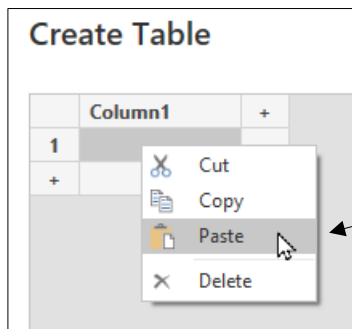 Create Table
Column1 +
1
+
Cut
Copy
Paste
Delete